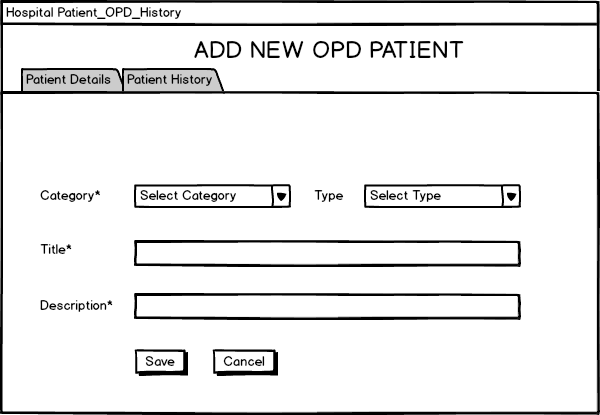 Hospital Patient_OPD_History
ADD NEW OPD PATIENT
Patient Details Patient History
Category* Select Category Type Select Type
Title*
Description*
Save Cancel